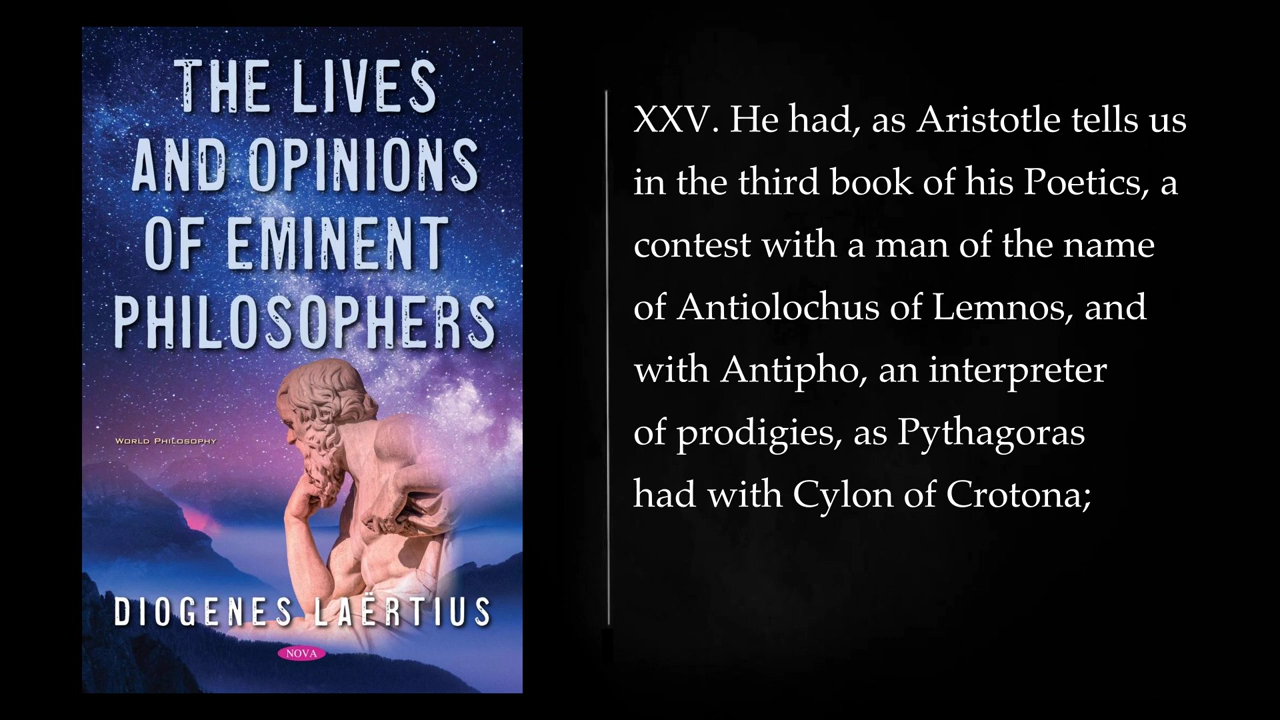 THE LIVES
AND OPINIONS
OF EMINENT
PHILOSOPHERS
WORLD PHILOSOPHY
DIOGENES LAËRTIUS
NOVA
XXV. He had, as Aristotle tells us
in the third book of his Poetics, a
contest with a man of the name
of Antiolochus of Lemnos, and
with Antipho, an interpreter
of prodigies, as Pythagoras
had with Cylon of Crotona;